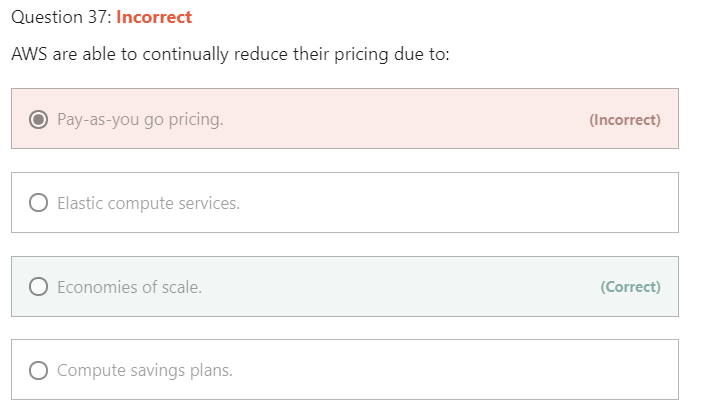 Question 37: Incorrect
AWS are able to continually reduce their pricing due to:
Pay-as-you go pricing. (Incorrect)
Elastic compute services.
Economies of scale. (Correct)
Compute savings plans.